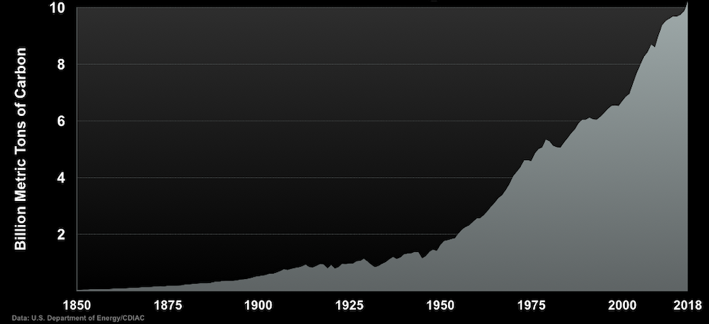 Billion Metric Tons of Carbon
10
8
6
4
2
1850 1875 1900 1925 1950 1975 2000 2018
Data: U.S. Department of Energy/CDIAC